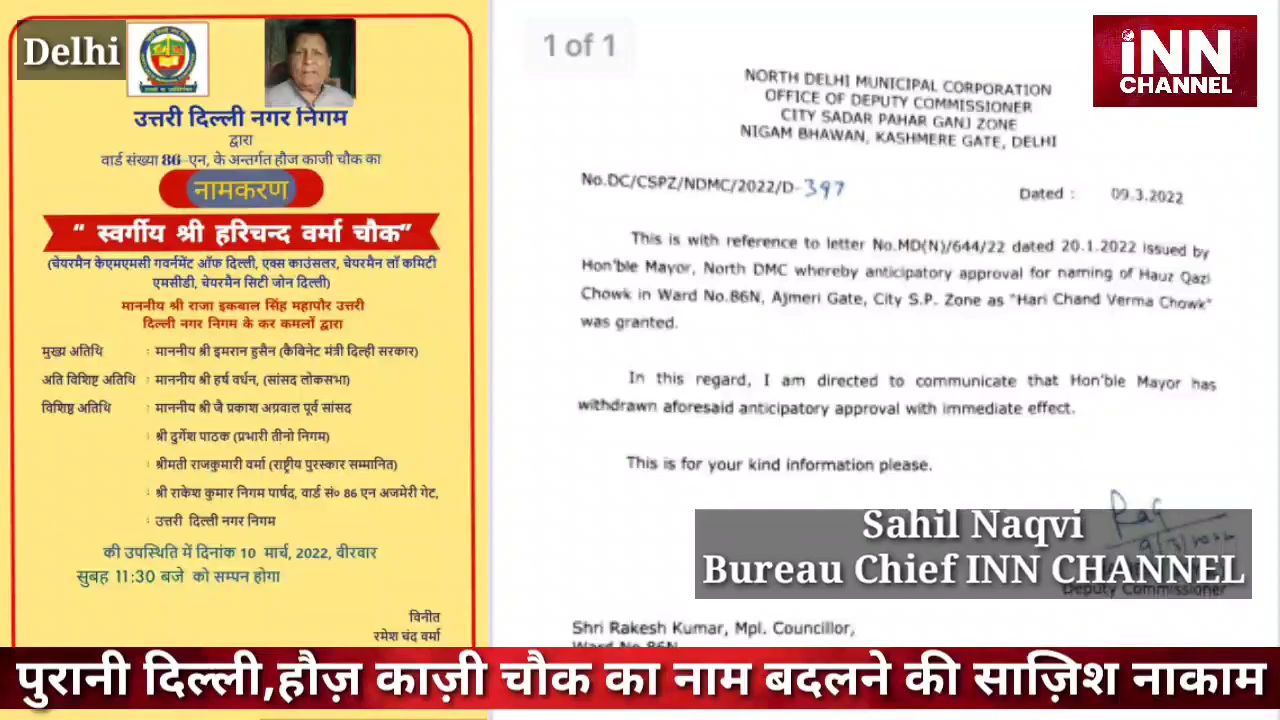 Delhi
उत्तरी दिल्ली नगर निगम
द्वारा
वार्ड संख्या 86-एन, के अन्तर्गत हौज काजी चौक का
नामकरण
“ स्वर्गीय श्री हरिचन्द वर्मा चौक”
(चेयरमैन केएमएमसी गवर्नमेंट ऑफ दिल्ली, एक्स काउंसलर, चेयरमैन लॉ कमिटी
एमसीडी, चेयरमैन सिटी जोन दिल्ली)
माननीय श्री राजा इकबाल सिंह महापौर उत्तरी
दिल्ली नगर निगम के कर कमलों द्वारा
मुख्य अतिथि : माननीय श्री इमरान हुसैन (कैबिनेट मंत्री दिल्ही सरकार)
अति विशिष्ट अतिथि : माननीय श्री हर्ष वर्धन, (सांसद लोकसभा)
विशिष्ठ अतिथि : माननीय श्री जै प्रकाश अग्रवाल पूर्व सांसद
: श्री दुर्गेश पाठक (प्रभारी तीनो निगम)
: श्रीमती राजकुमारी वर्मा (राष्ट्रीय पुरस्कार सम्मानित)
: श्री राकेश कुमार निगम पार्षद, वार्ड सं० 86 एन अजमेरी गेट,
: उत्तरी दिल्ली नगर निगम
की उपस्थिति में दिनांक 10 मार्च, 2022, वीरवार
सुबह 11:30 बजे को सम्पन होगा
विनीत
रमेश चंद वर्मा
1 of 1
NORTH DELHI MUNICIPAL CORPORATION
OFFICE OF DEPUTY COMMISSIONER
CITY SADAR PAHAR GANJ ZONE
NIGAM BHAWAN, KASHMERE GATE, DELHI
No.DC/CSPZ/NDMC/2022/D-397 Dated : 09.3.2022
This is with reference to letter No.MD(N)/644/22 dated 20.1.2022 issued by
Hon'ble Mayor, North DMC whereby anticipatory approval for naming of Hauz Qazi
Chowk in Ward No.86N, Ajmeri Gate, City S.P. Zone as "Hari Chand Verma Chowk"
was granted.
In this regard, I am directed to communicate that Hon'ble Mayor has
withdrawn aforesaid anticipatory approval with immediate effect.
This is for your kind information please.
Deputy Commissioner
Shri Rakesh Kumar, Mpl. Councillor,
Ward No.86N
iNN
CHANNEL
Sahil Naqvi
Bureau Chief INN CHANNEL
पुरानी दिल्ली,हौज़ काज़ी चौक का नाम बदलने की साज़िश नाकाम